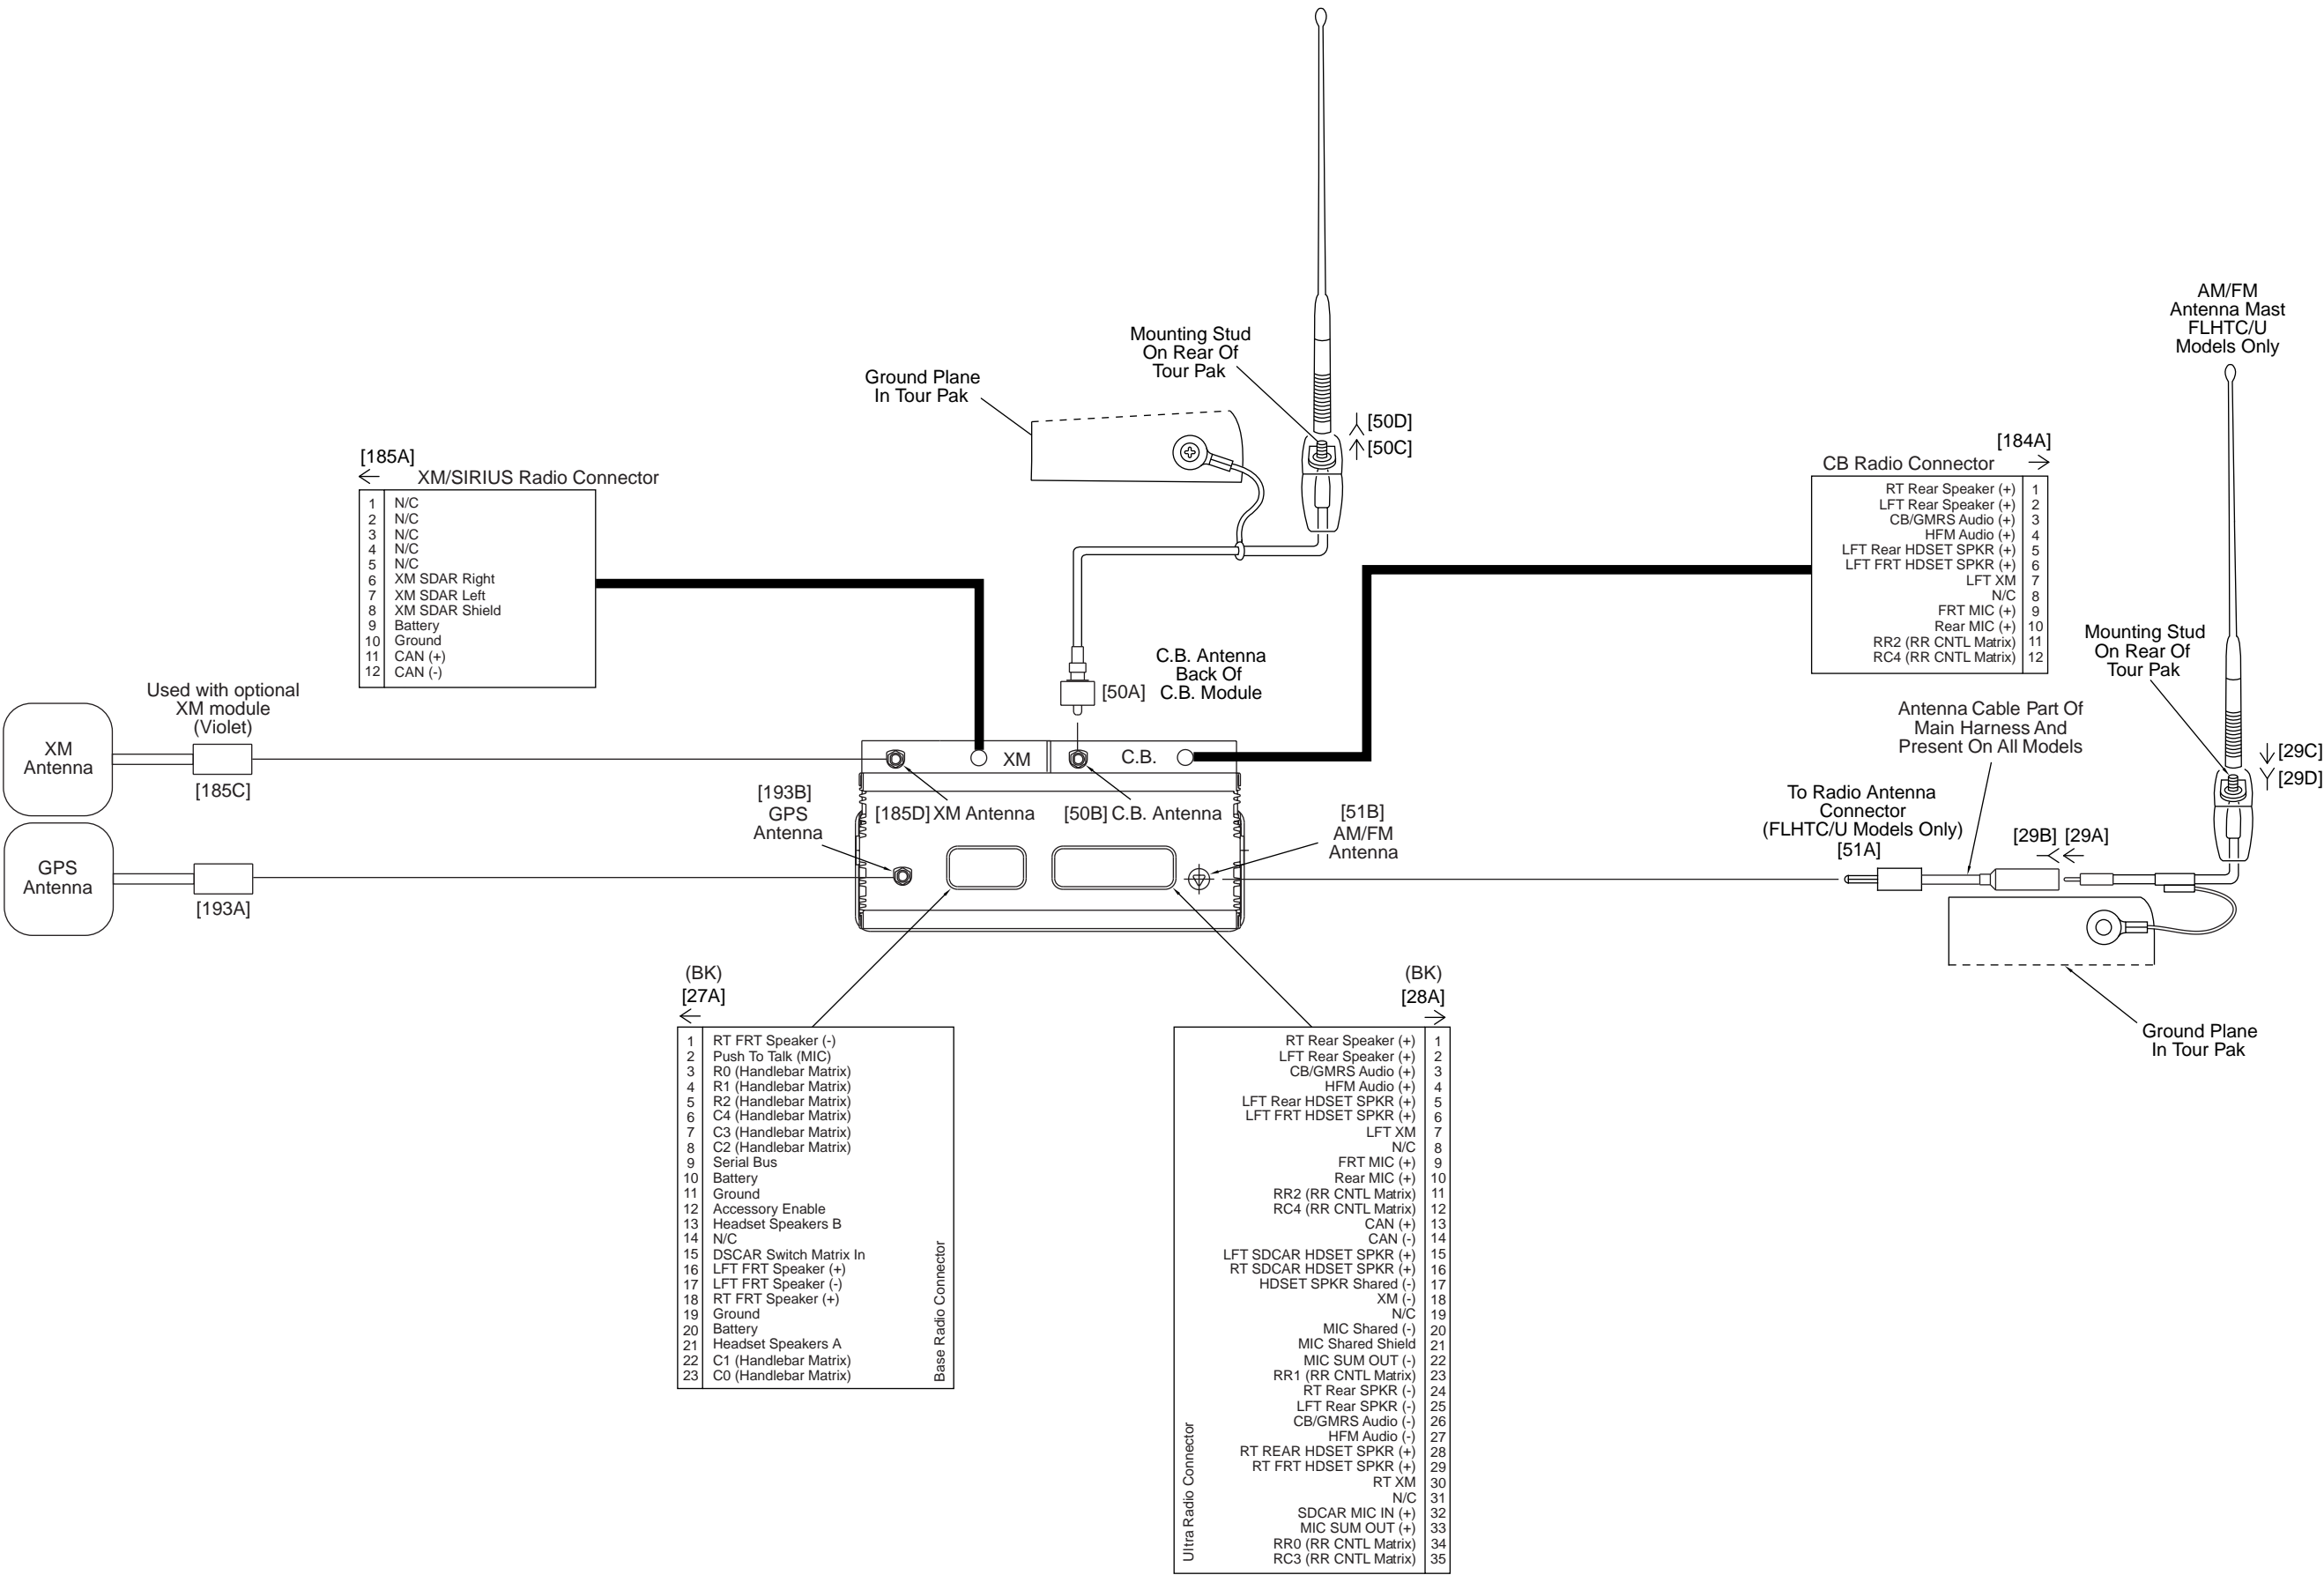 AM/FM
Antenna Mast
FLHTC/U
Models Only
Mounting Stud
On Rear Of
Tour Pak
Ground Plane
In Tour Pak
[50D]
[50C]
[185A]
XM/SIRIUS Radio Connector
1 N/C
2 N/C
3 N/C
4 N/C
5 N/C
6 XM SDAR Right
7 XM SDAR Left
8 XM SDAR Shield
9 Battery
10 Ground
11 CAN (+)
12 CAN (-)
[184A]
CB Radio Connector
RT Rear Speaker (+) 1
LFT Rear Speaker (+) 2
CB/GMRS Audio (+) 3
HFM Audio (+) 4
LFT Rear HDSET SPKR (+) 5
LFT FRT HDSET SPKR (+) 6
LFT XM 7
N/C 8
FRT MIC (+) 9
Rear MIC (+) 10
RR2 (RR CNTL Matrix) 11
RC4 (RR CNTL Matrix) 12
Mounting Stud
On Rear Of
Tour Pak
C.B. Antenna
Back Of
C.B. Module
[50A]
Used with optional
XM module
(Violet)
XM
Antenna
[185C]
XM
C.B.
Antenna Cable Part Of
Main Harness And
Present On All Models
[29C]
[29D]
[193B]
GPS
Antenna
[185D] XM Antenna
[50B] C.B. Antenna
[51B]
AM/FM
Antenna
To Radio Antenna
Connector
(FLHTC/U Models Only)
[51A]
[29B] [29A]
GPS
Antenna
[193A]
Ground Plane
In Tour Pak
(BK)
[27A]
1 RT FRT Speaker (-)
2 Push To Talk (MIC)
3 R0 (Handlebar Matrix)
4 R1 (Handlebar Matrix)
5 R2 (Handlebar Matrix)
6 C4 (Handlebar Matrix)
7 C3 (Handlebar Matrix)
8 C2 (Handlebar Matrix)
9 Serial Bus
10 Battery
11 Ground
12 Accessory Enable
13 Headset Speakers B
14 N/C
15 DSCAR Switch Matrix In
16 LFT FRT Speaker (+)
17 LFT FRT Speaker (-)
18 RT FRT Speaker (+)
19 Ground
20 Battery
21 Headset Speakers A
22 C1 (Handlebar Matrix)
23 C0 (Handlebar Matrix)
Base Radio Connector
(BK)
[28A]
RT Rear Speaker (+) 1
LFT Rear Speaker (+) 2
CB/GMRS Audio (+) 3
HFM Audio (+) 4
LFT Rear HDSET SPKR (+) 5
LFT FRT HDSET SPKR (+) 6
LFT XM 7
N/C 8
FRT MIC (+) 9
Rear MIC (+) 10
RR2 (RR CNTL Matrix) 11
RC4 (RR CNTL Matrix) 12
CAN (+) 13
CAN (-) 14
LFT SDCAR HDSET SPKR (+) 15
RT SDCAR HDSET SPKR (+) 16
HDSET SPKR Shared (-) 17
XM (-) 18
N/C 19
MIC Shared (-) 20
MIC Shared Shield 21
MIC SUM OUT (-) 22
RR1 (RR CNTL Matrix) 23
RT Rear SPKR (-) 24
LFT Rear SPKR (-) 25
CB/GMRS Audio (-) 26
HFM Audio (-) 27
RT REAR HDSET SPKR (+) 28
RT FRT HDSET SPKR (+) 29
RT XM 30
N/C 31
SDCAR MIC IN (+) 32
MIC SUM OUT (+) 33
RR0 (RR CNTL Matrix) 34
RC3 (RR CNTL Matrix) 35
Ultra Radio Connector